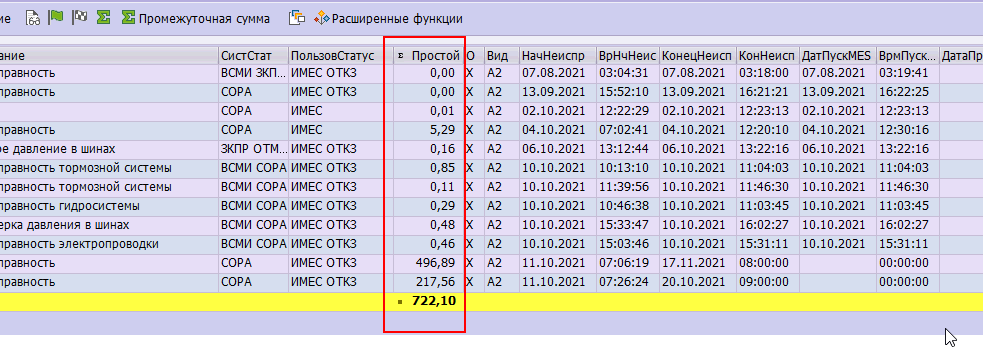 ие Промежуточная сумма Расширенные функции
ание СистСтат ПользовСтатус Σ Простой О Вид НачНеиспр ВрНчНеис КонецНеисп КонНеисп ДатПускMES ВрмПуск... ДатаПр
правность ВСМИ ЗКП... ИМЕС ОТКЗ 0,00 X A2 07.08.2021 03:04:31 07.08.2021 03:18:00 07.08.2021 03:19:41
правность СОРА ИМЕС ОТКЗ 0,00 X A2 13.09.2021 15:52:10 13.09.2021 16:21:21 13.09.2021 16:22:25
СОРА ИМЕС 0,01 X A2 02.10.2021 12:22:29 02.10.2021 12:23:13 02.10.2021 12:23:13
правность СОРА ИМЕС 5,29 X A2 04.10.2021 07:02:41 04.10.2021 12:20:10 04.10.2021 12:30:16
ое давление в шинах ЗКПР ОТМ... ИМЕС ОТКЗ 0,16 X A2 06.10.2021 13:12:44 06.10.2021 13:22:16 06.10.2021 13:22:16
правность тормозной системы ВСМИ СОРА ИМЕС ОТКЗ 0,85 X A2 10.10.2021 10:13:10 10.10.2021 11:04:03 10.10.2021 11:04:03
правность тормозной системы ВСМИ СОРА ИМЕС ОТКЗ 0,11 X A2 10.10.2021 11:39:56 10.10.2021 11:46:30 10.10.2021 11:46:30
правность гидросистемы ВСМИ СОРА ИМЕС ОТКЗ 0,29 X A2 10.10.2021 10:46:38 10.10.2021 11:03:45 10.10.2021 11:03:45
ерка давления в шинах ВСМИ СОРА ИМЕС ОТКЗ 0,48 X A2 10.10.2021 15:33:47 10.10.2021 16:02:27 10.10.2021 16:02:27
правность электропроводки ВСМИ СОРА ИМЕС ОТКЗ 0,46 X A2 10.10.2021 15:03:46 10.10.2021 15:31:11 10.10.2021 15:31:11
правность СОРА ИМЕС ОТКЗ 496,89 X A2 11.10.2021 07:06:19 17.11.2021 08:00:00 00:00:00
правность СОРА ИМЕС ОТКЗ 217,56 X A2 11.10.2021 07:26:24 20.10.2021 09:00:00 00:00:00
722,10